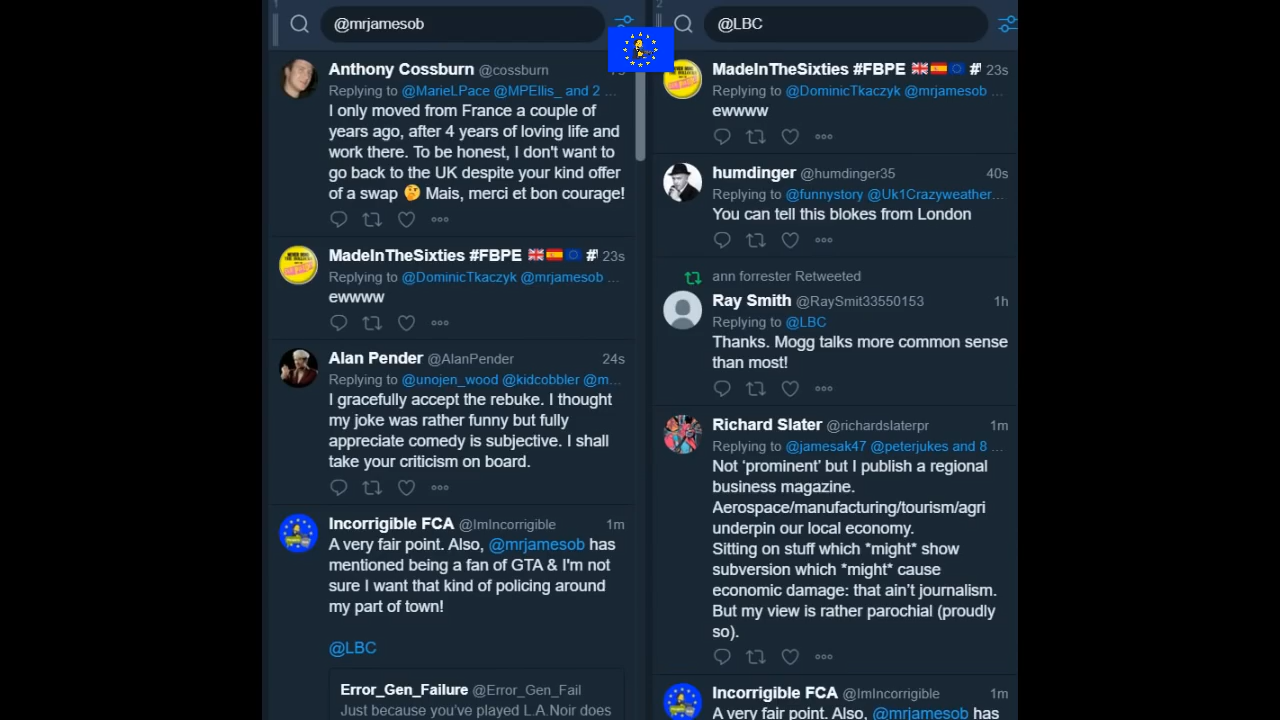 1
@mrjamesob
Anthony Cossburn @cossburn
Replying to @MarieLPace @MPEllis_ and 2 ...
I only moved from France a couple of
years ago, after 4 years of loving life and
work there. To be honest, I don't want to
go back to the UK despite your kind offer
of a swap 🤔 Mais, merci et bon courage!
MadeInTheSixties #FBPE 🇬🇧🇪🇸🇪🇺 #' 23s
Replying to @DominicTkaczyk @mrjamesob ...
ewwww
Alan Pender @AlanPender 24s
Replying to @unojen_wood @kidcobbler @m...
I gracefully accept the rebuke. I thought
my joke was rather funny but fully
appreciate comedy is subjective. I shall
take your criticism on board.
Incorrigible FCA @ImIncorrigible 1m
A very fair point. Also, @mrjamesob has
mentioned being a fan of GTA & I'm not
sure I want that kind of policing around
my part of town!
@LBC
Error_Gen_Failure @Error_Gen_Fail
Just because you've played L.A.Noir does
2
@LBC
MadeInTheSixties #FBPE 🇬🇧🇪🇸🇪🇺 #' 23s
Replying to @DominicTkaczyk @mrjamesob ...
ewwww
humdinger @humdinger35 40s
Replying to @funnystory @Uk1Crazyweather...
You can tell this blokes from London
ann forrester Retweeted
Ray Smith @RaySmit33550153 1h
Replying to @LBC
Thanks. Mogg talks more common sense
than most!
Richard Slater @richardslaterpr 1m
Replying to @jamesak47 @peterjukes and 8 ...
Not ‘prominent’ but I publish a regional
business magazine.
Aerospace/manufacturing/tourism/agri
underpin our local economy.
Sitting on stuff which *might* show
subversion which *might* cause
economic damage: that ain’t journalism.
But my view is rather parochial (proudly
so).
Incorrigible FCA @ImIncorrigible 1m
A very fair point. Also, @mrjamesob has